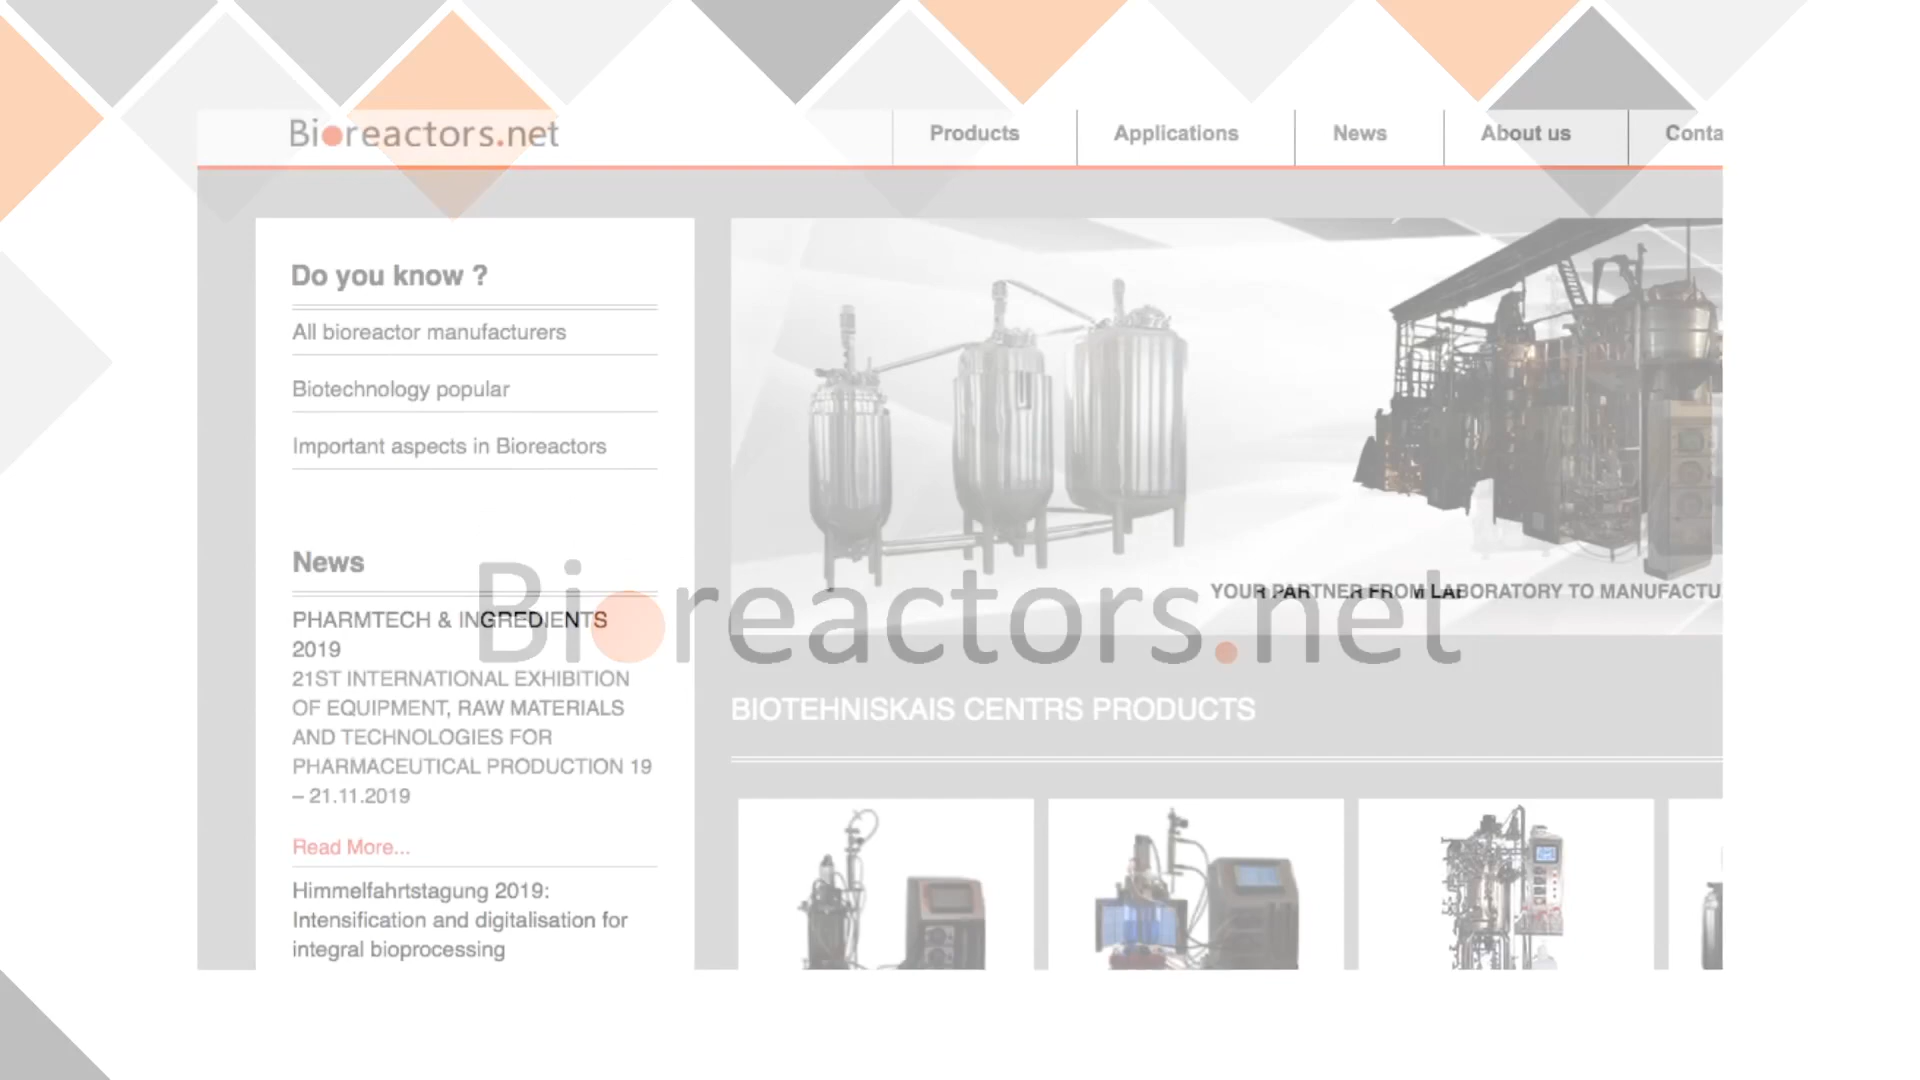 Bioreactors.net
Products
Applications
News
About us
Conta
Do you know ?
All bioreactor manufacturers
Biotechnology popular
Important aspects in Bioreactors
News
PHARMTECH & INGREDIENTS
2019
21ST INTERNATIONAL EXHIBITION
OF EQUIPMENT, RAW MATERIALS
AND TECHNOLOGIES FOR
PHARMACEUTICAL PRODUCTION 19
– 21.11.2019
Read More...
Himmelfahrtstagung 2019:
Intensification and digitalisation for
integral bioprocessing
YOUR PARTNER FROM LABORATORY TO MANUFACTU
Bioreactors.net
BIOTEHNISKAIS CENTRS PRODUCTS